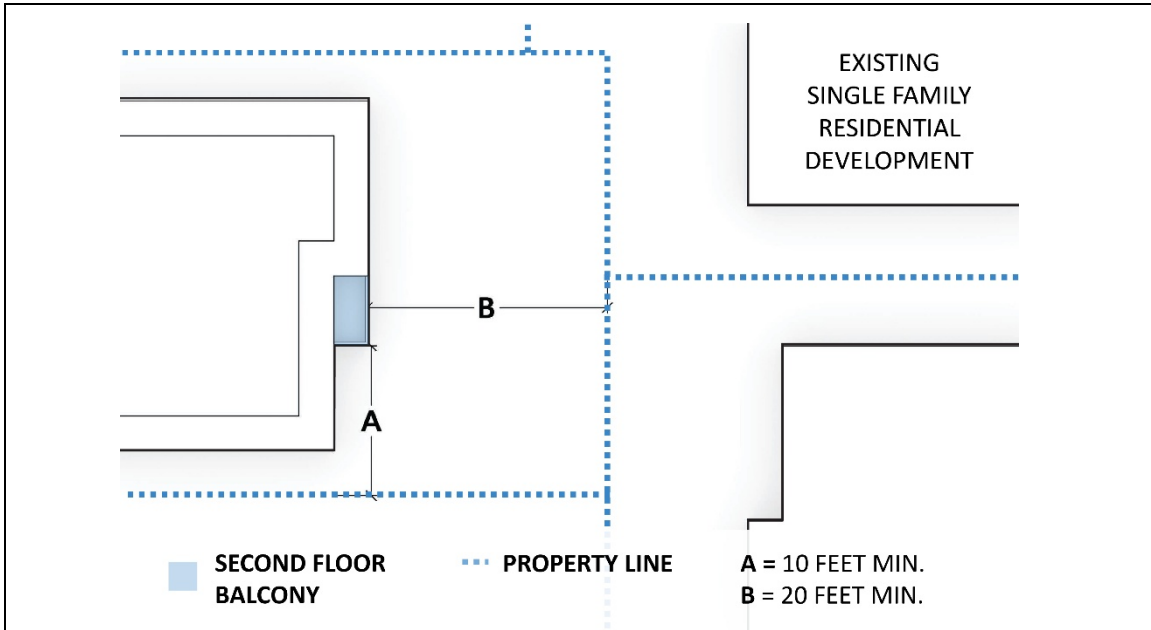 EXISTING
SINGLE FAMILY
RESIDENTIAL
DEVELOPMENT
B
A
SECOND FLOOR
BALCONY
PROPERTY LINE
A = 10 FEET MIN.
B = 20 FEET MIN.